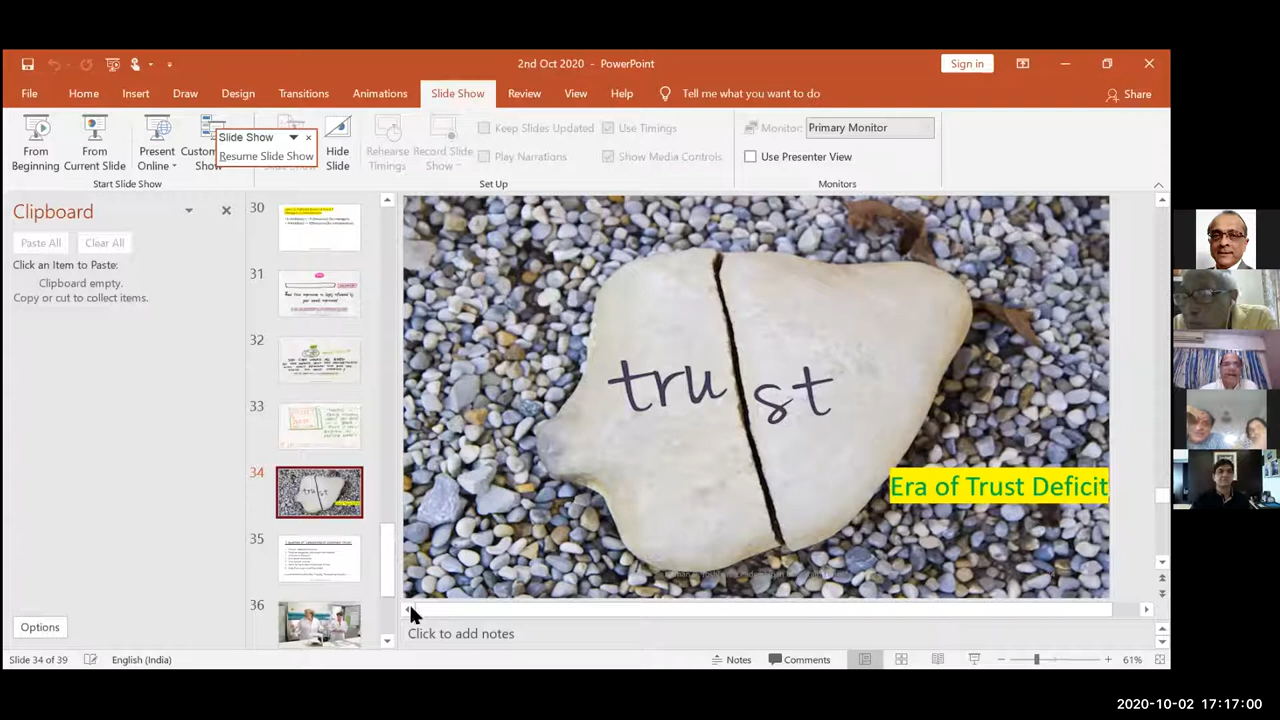 2nd Oct 2020 - PowerPoint
Sign in
File Home Insert Draw Design Transitions Animations Slide Show Review View Help Tell me what you want to do Share
From Beginning
From Current Slide
Present Online
Custom Show
Slide Show
Resume Slide Show
Hide Slide
Rehearse Timings
Record Slide Show
Keep Slides Updated
Play Narrations
Use Timings
Show Media Controls
Monitor: Primary Monitor
Use Presenter View
Start Slide Show
Set Up
Monitors
Clipboard
Paste All Clear All
Click an Item to Paste:
Clipboard empty.
Copy or cut to collect items.
Options
30
31
32
33
34
35
36
trust
Era of Trust Deficit
Click to add notes
Slide 34 of 39 English (India) Notes Comments 61%
2020-10-02 17:17:00